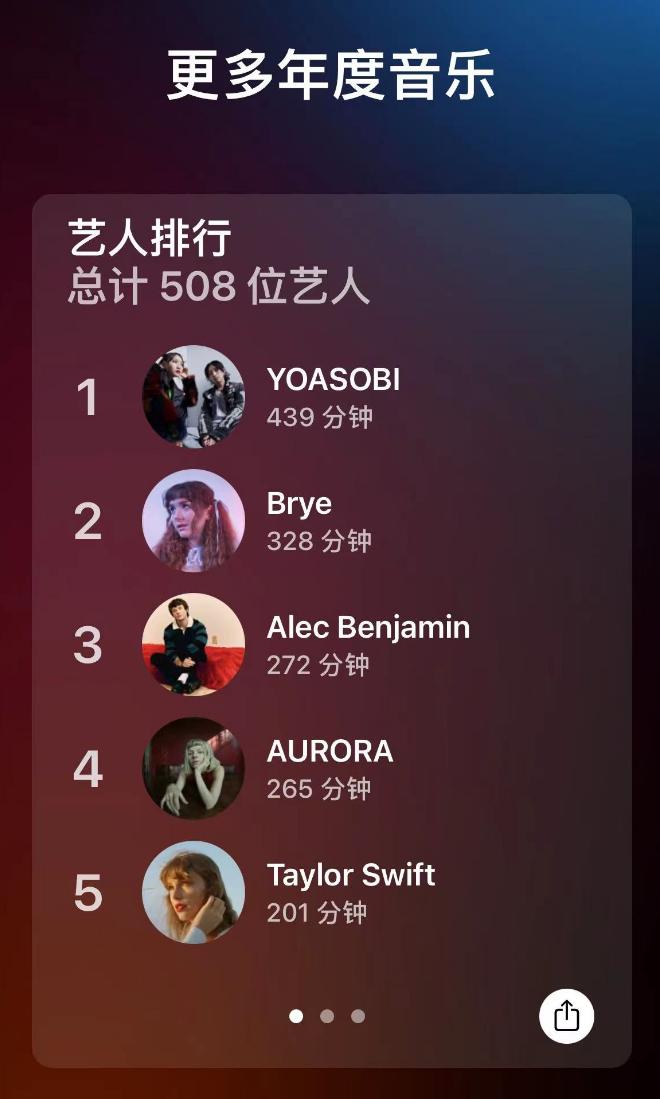 更多年度音乐
艺人排行
总计 508 位艺人
1
YOASOBI
439 分钟
2
Brye
328 分钟
3
Alec Benjamin
272 分钟
4
AURORA
265 分钟
5
Taylor Swift
201 分钟